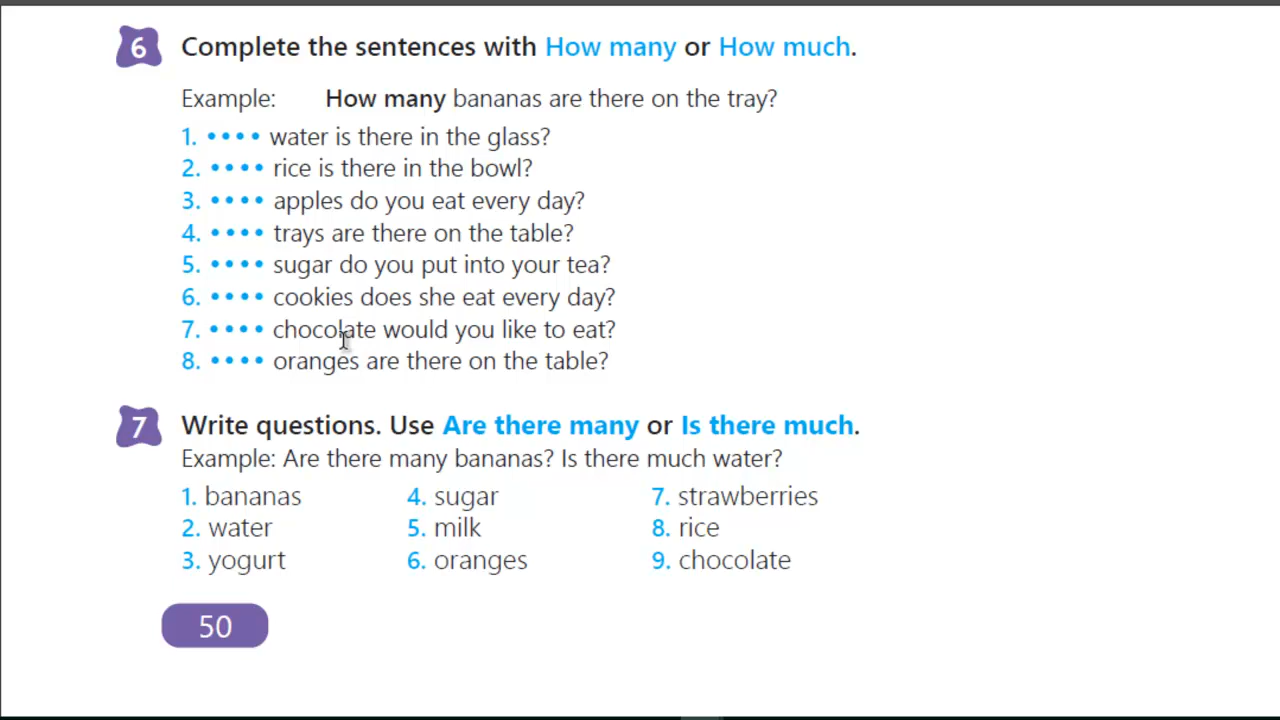 6 Complete the sentences with How many or How much.
Example: How many bananas are there on the tray?
1. •••• water is there in the glass?
2. •••• rice is there in the bowl?
3. •••• apples do you eat every day?
4. •••• trays are there on the table?
5. •••• sugar do you put into your tea?
6. •••• cookies does she eat every day?
7. •••• chocolate would you like to eat?
8. •••• oranges are there on the table?
7 Write questions. Use Are there many or Is there much.
Example: Are there many bananas? Is there much water?
1. bananas 4. sugar 7. strawberries
2. water 5. milk 8. rice
3. yogurt 6. oranges 9. chocolate
50